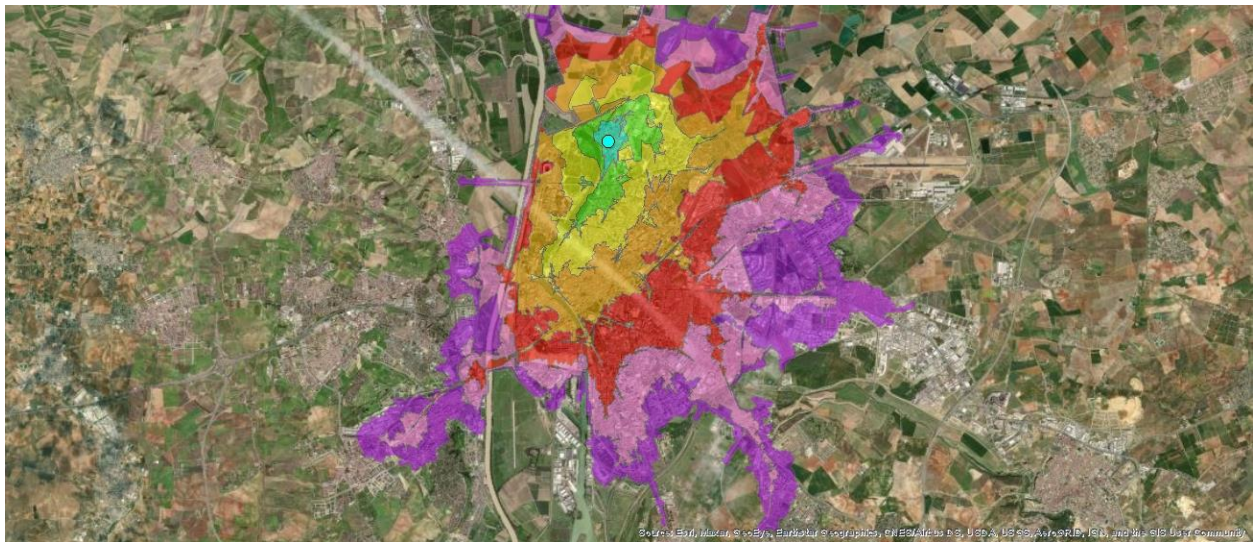 Source: Esri, Maxar, GeoEye, Earthstar Geographics, CNES/Airbus DS, USDA, USGS, AeroGRID, IGN, and the GIS User Community